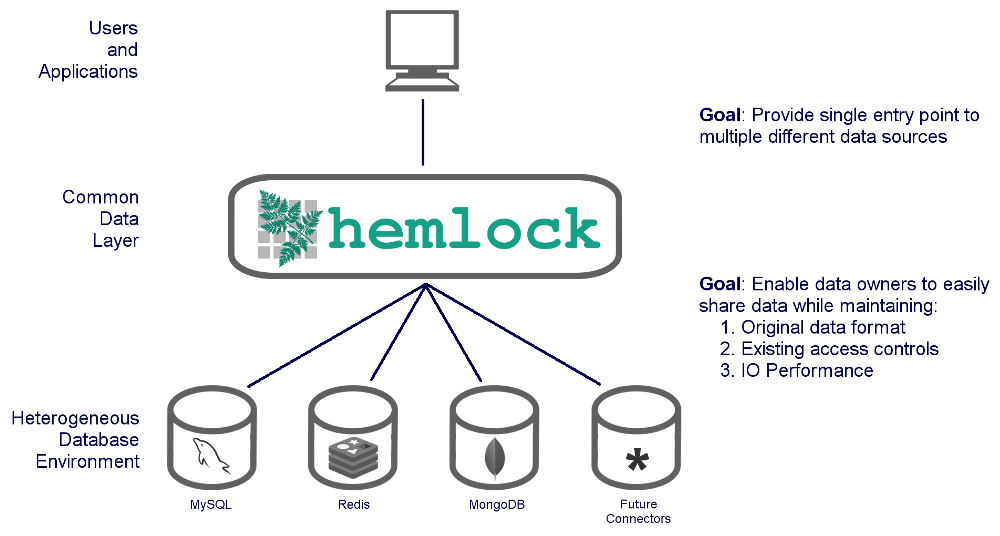 Users
and
Applications
Goal: Provide single entry point to
multiple different data sources
Common
Data
Layer
hemlock
Goal: Enable data owners to easily
share data while maintaining:
1. Original data format
2. Existing access controls
3. IO Performance
Heterogeneous
Database
Environment
*
MySQL
Redis
MongoDB
Future
Connectors